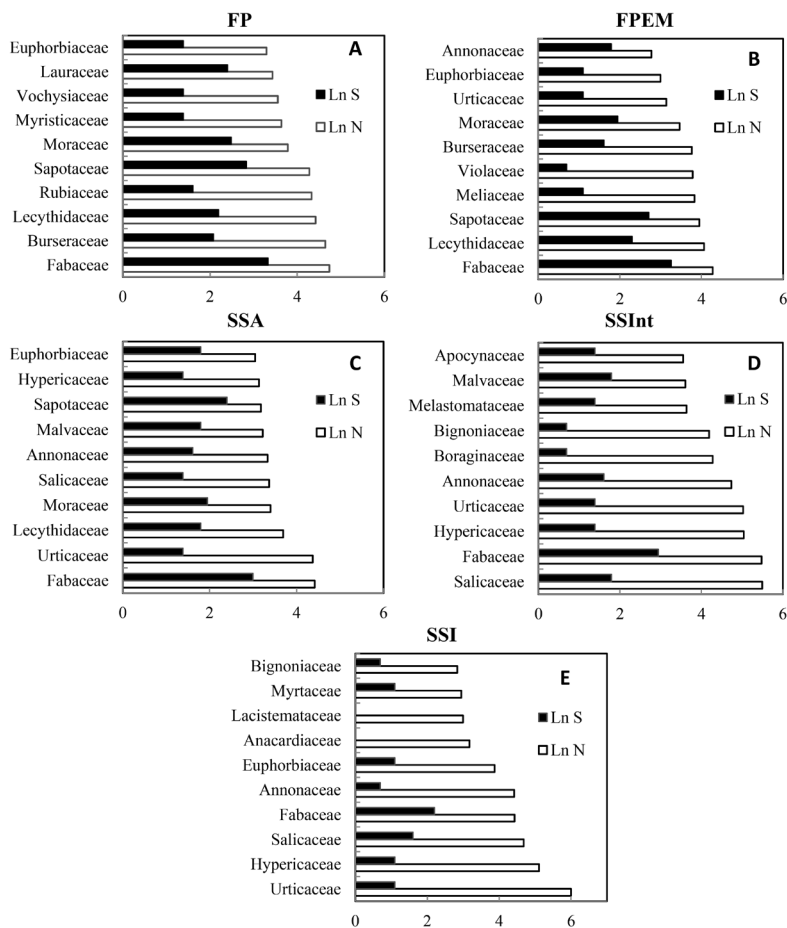 FP
A
Euphorbiaceae
Lauraceae
Vochysiaceae
Myristicaceae
Moraceae
Sapotaceae
Rubiaceae
Lecythidaceae
Burseraceae
Fabaceae
Ln S
Ln N
0 2 4 6
FPEM
B
Annonaceae
Euphorbiaceae
Urticaceae
Moraceae
Burseraceae
Violaceae
Meliaceae
Sapotaceae
Lecythidaceae
Fabaceae
Ln S
Ln N
0 2 4 6
SSA
C
Euphorbiaceae
Hypericaceae
Sapotaceae
Malvaceae
Annonaceae
Salicaceae
Moraceae
Lecythidaceae
Urticaceae
Fabaceae
Ln S
Ln N
0 2 4 6
SSInt
D
Apocynaceae
Malvaceae
Melastomataceae
Bignoniaceae
Boraginaceae
Annonaceae
Urticaceae
Hypericaceae
Fabaceae
Salicaceae
Ln S
Ln N
0 2 4 6
SSI
E
Bignoniaceae
Myrtaceae
Lacistemataceae
Anacardiaceae
Euphorbiaceae
Annonaceae
Fabaceae
Salicaceae
Hypericaceae
Urticaceae
Ln S
Ln N
0 2 4 6